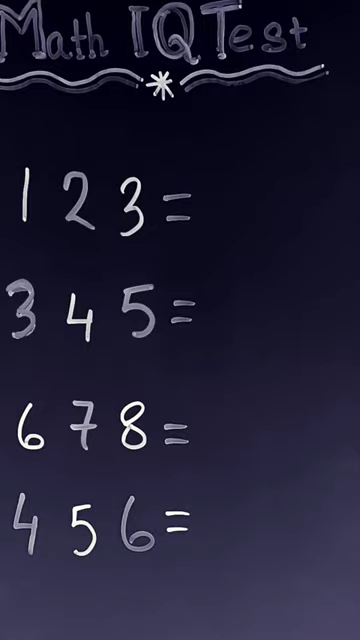 Math IQ Test
1 2 3 =
3 4 5 =
6 7 8 =
4 5 6 =